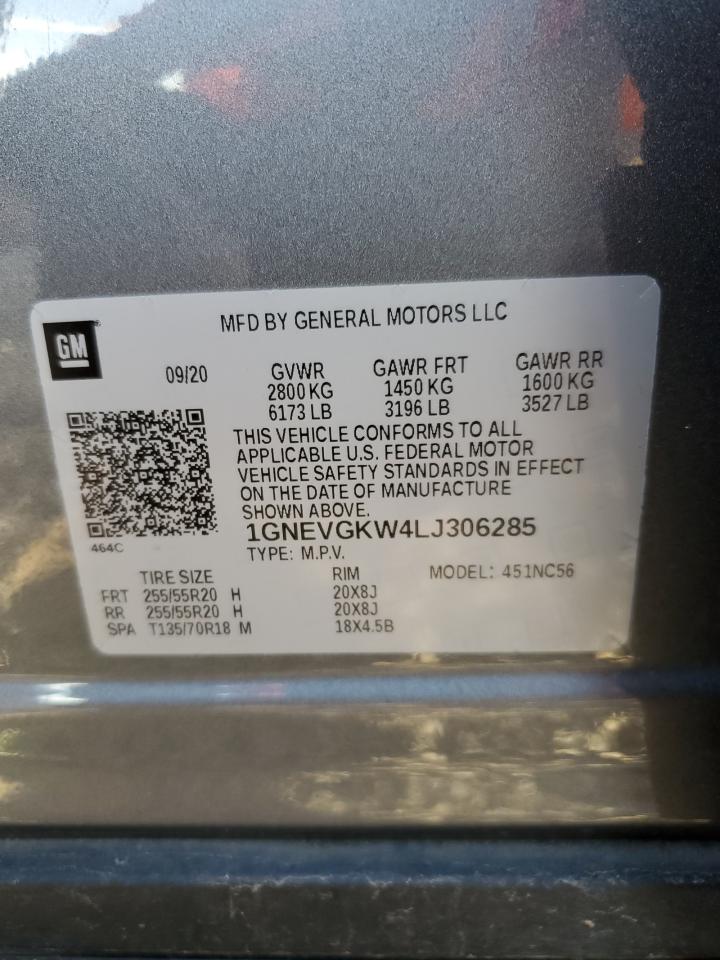 GM
MFD BY GENERAL MOTORS LLC
09/20 GVWR GAWR FRT GAWR RR
2800 KG 1450 KG 1600 KG
6173 LB 3196 LB 3527 LB
THIS VEHICLE CONFORMS TO ALL
APPLICABLE U.S. FEDERAL MOTOR
VEHICLE SAFETY STANDARDS IN EFFECT
ON THE DATE OF MANUFACTURE
SHOWN ABOVE.
464C
1GNEVGKW4LJ306285
TYPE: M.P.V.
TIRE SIZE RIM MODEL: 451NC56
FRT 255/55R20 H 20X8J
RR 255/55R20 H 20X8J
SPA T135/70R18 M 18X4.5B